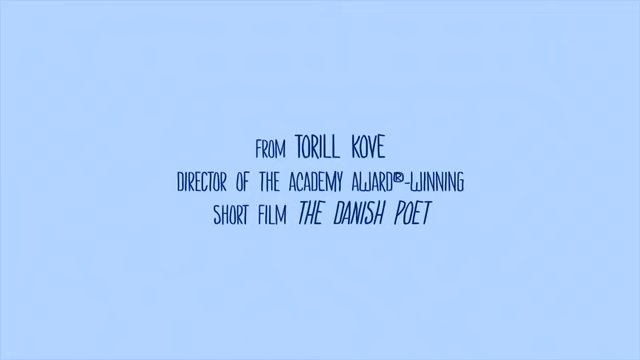 FROM TORILL KOVE
DIRECTOR OF THE ACADEMY AWARD®-WINNING
SHORT FILM THE DANISH POET